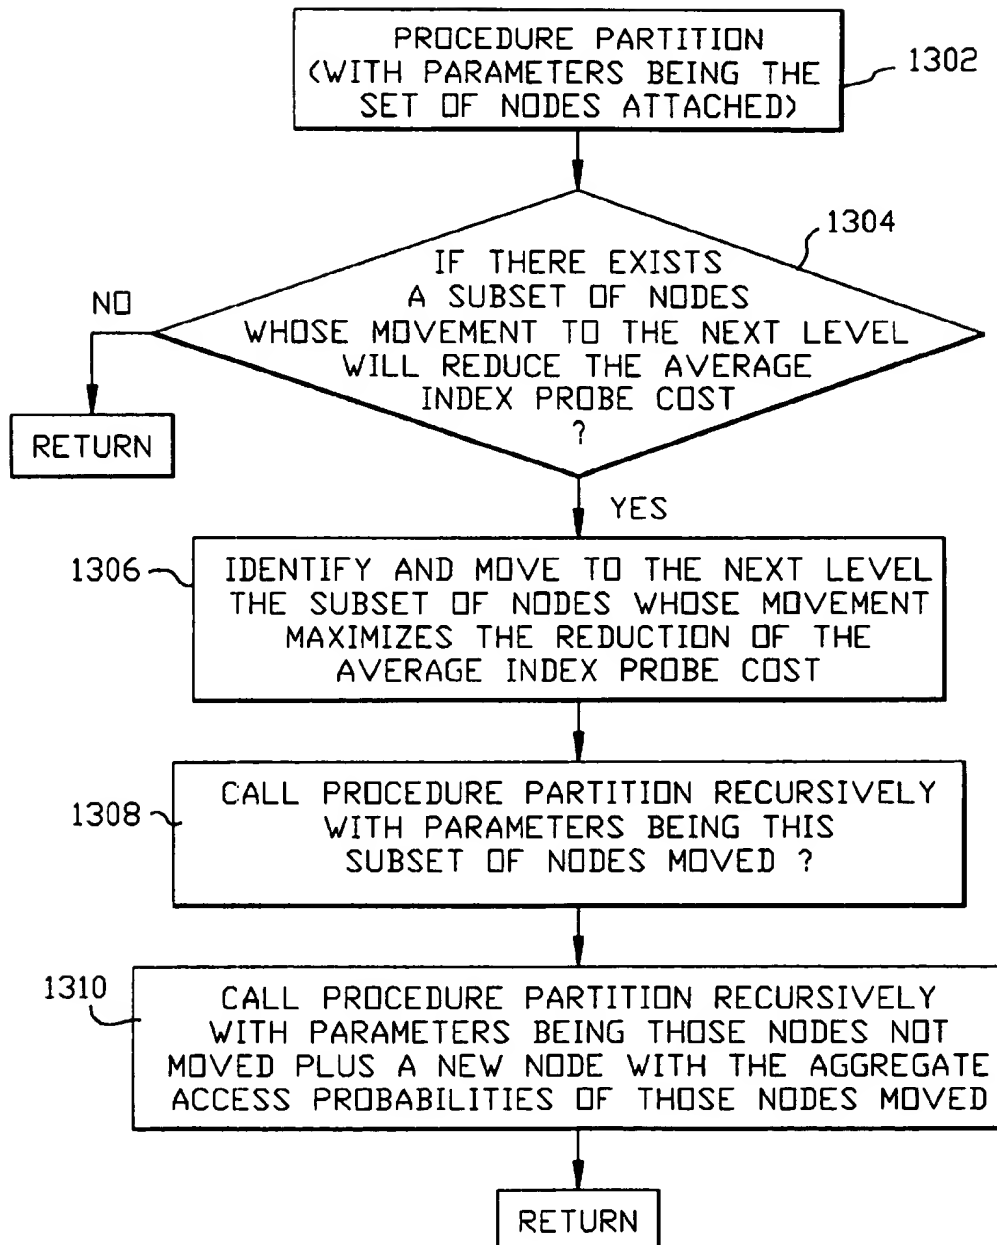 PROCEDURE PARTITION
(WITH PARAMETERS BEING THE
SET OF NODES ATTACHED)
1302
1304
IF THERE EXISTS
A SUBSET OF NODES
WHOSE MOVEMENT TO THE NEXT LEVEL
WILL REDUCE THE AVERAGE
INDEX PROBE COST
?
NO
RETURN
YES
1306
IDENTIFY AND MOVE TO THE NEXT LEVEL
THE SUBSET OF NODES WHOSE MOVEMENT
MAXIMIZES THE REDUCTION OF THE
AVERAGE INDEX PROBE COST
1308
CALL PROCEDURE PARTITION RECURSIVELY
WITH PARAMETERS BEING THIS
SUBSET OF NODES MOVED ?
1310
CALL PROCEDURE PARTITION RECURSIVELY
WITH PARAMETERS BEING THOSE NODES NOT
MOVED PLUS A NEW NODE WITH THE AGGREGATE
ACCESS PROBABILITIES OF THOSE NODES MOVED
RETURN